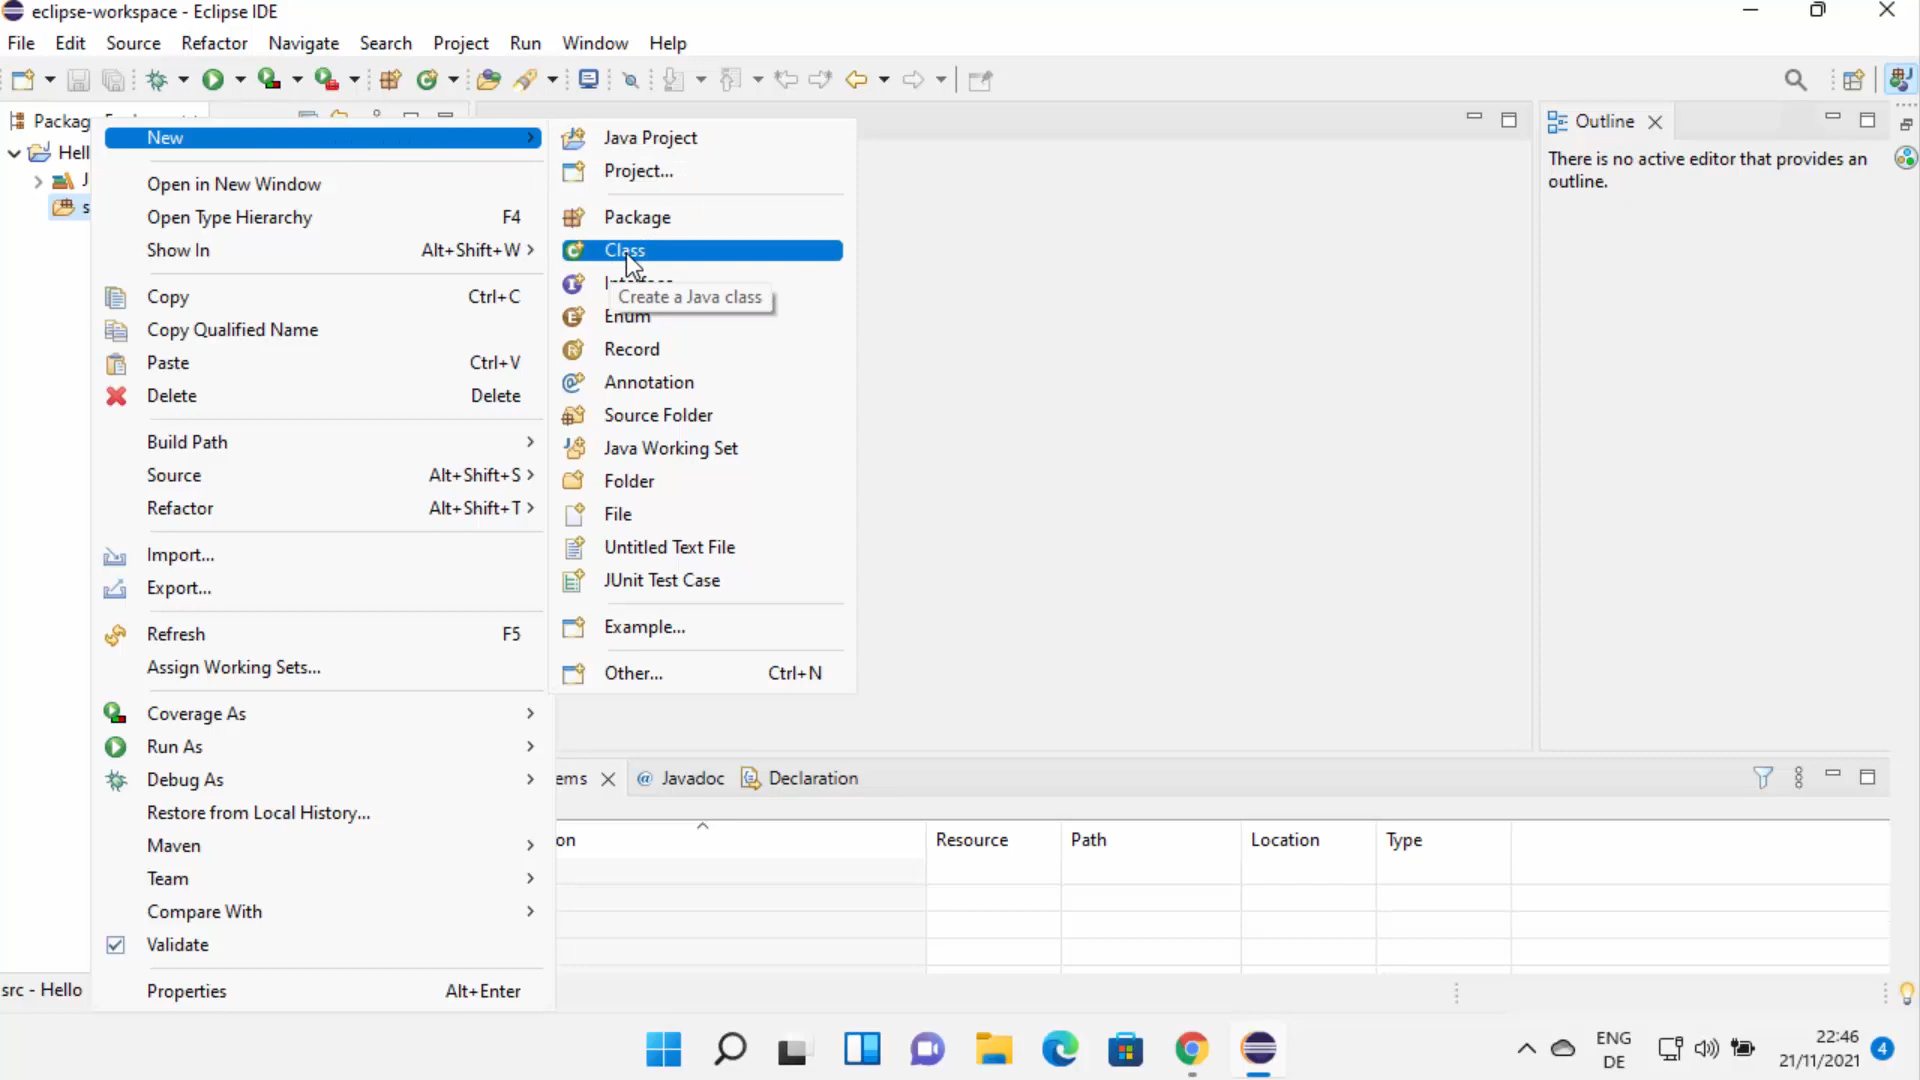 eclipse-workspace - Eclipse IDE
File Edit Source Refactor Navigate Search Project Run Window Help
Packag
Outline
There is no active editor that provides an
outline.
Hell
J
s
New
Open in New Window
Open Type Hierarchy F4
Show In Alt+Shift+W
Copy Ctrl+C
Copy Qualified Name
Paste Ctrl+V
Delete Delete
Build Path
Source Alt+Shift+S
Refactor Alt+Shift+T
Import...
Export...
Refresh F5
Assign Working Sets...
Coverage As
Run As
Debug As
Restore from Local History...
Maven
Team
Compare With
Validate
Properties Alt+Enter
Java Project
Project...
Package
Class
Create a Java class
Enum
Record
Annotation
Source Folder
Java Working Set
Folder
File
Untitled Text File
JUnit Test Case
Example...
Other... Ctrl+N
ems @ Javadoc Declaration
on Resource Path Location Type
src - Hello
ENG
DE
22:46
21/11/2021
4